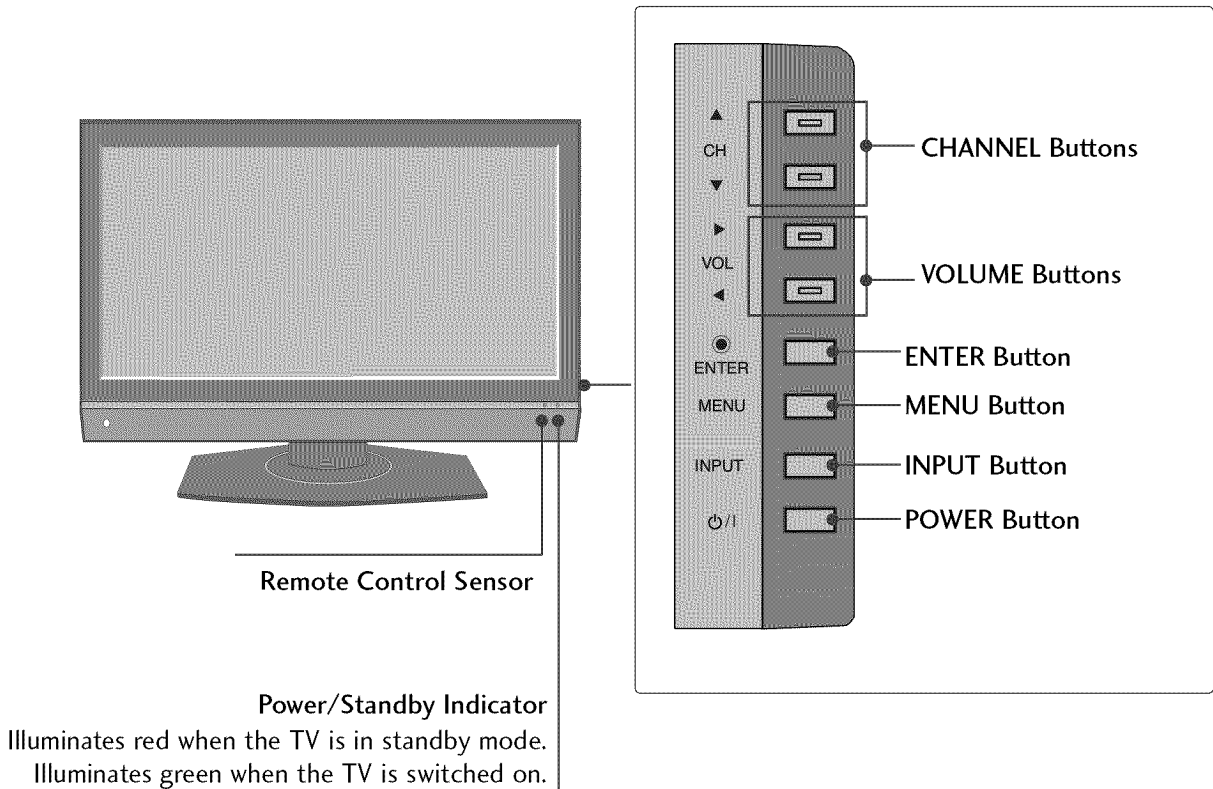 CH
VOL
ENTER
MENU
INPUT
⏻/I
CHANNEL Buttons
VOLUME Buttons
ENTER Button
MENU Button
INPUT Button
POWER Button
Remote Control Sensor
Power/Standby Indicator
Illuminates red when the TV is in standby mode.
Illuminates green when the TV is switched on.